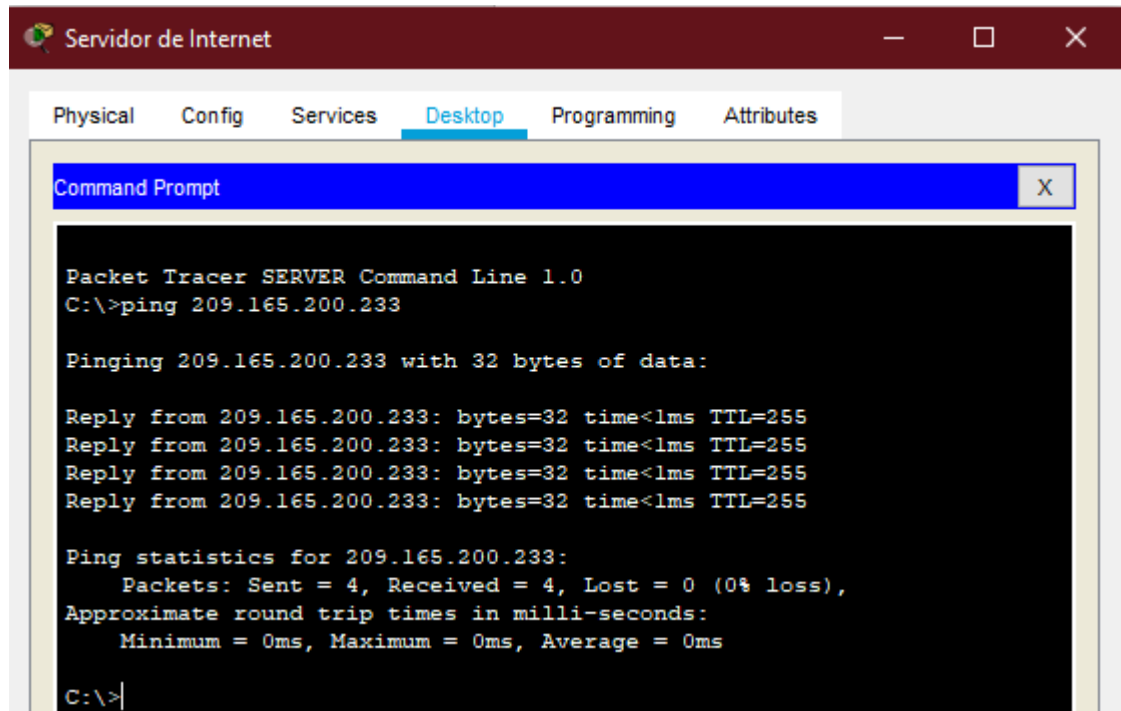 Servidor de Internet
Physical Config Services Desktop Programming Attributes
Command Prompt X
Packet Tracer SERVER Command Line 1.0
C:\>ping 209.165.200.233
Pinging 209.165.200.233 with 32 bytes of data:
Reply from 209.165.200.233: bytes=32 time<1ms TTL=255
Reply from 209.165.200.233: bytes=32 time<1ms TTL=255
Reply from 209.165.200.233: bytes=32 time<1ms TTL=255
Reply from 209.165.200.233: bytes=32 time<1ms TTL=255
Ping statistics for 209.165.200.233:
Packets: Sent = 4, Received = 4, Lost = 0 (0% loss),
Approximate round trip times in milli-seconds:
Minimum = 0ms, Maximum = 0ms, Average = 0ms
C:\>